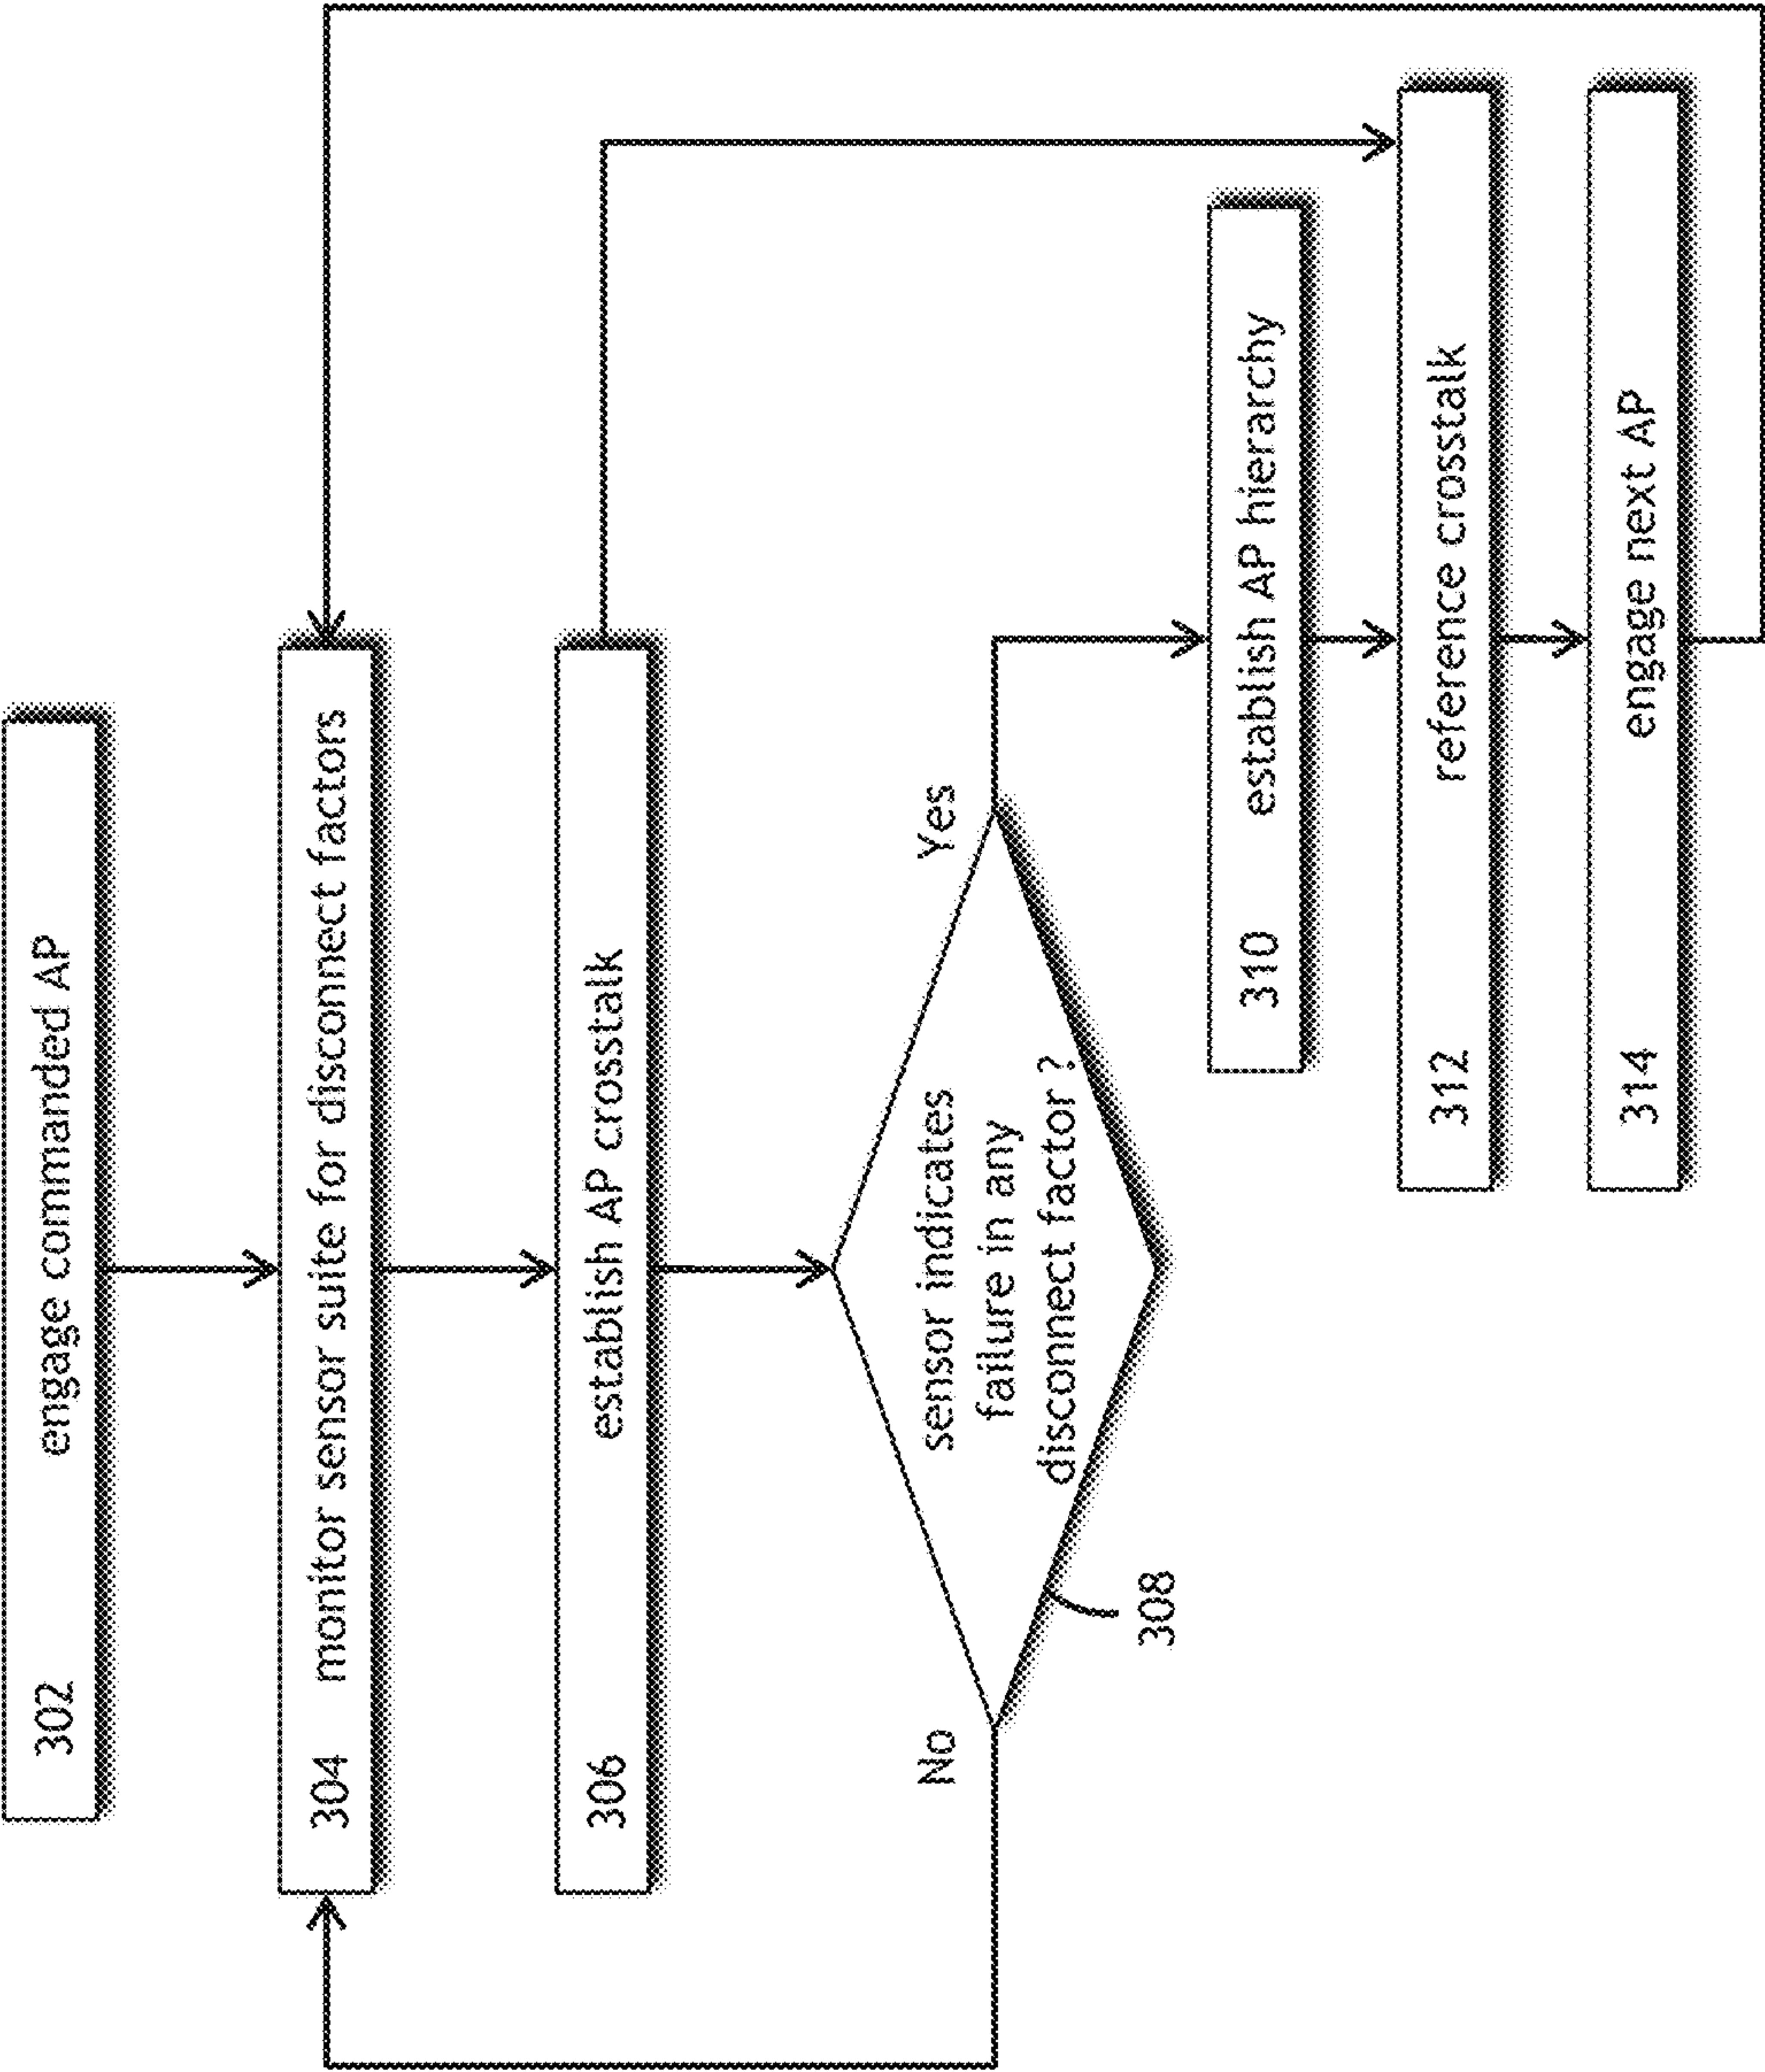 302 engage commanded AP
304 monitor sensor suite for disconnect factors
306 establish AP crosstalk
No
Yes
sensor indicates
failure in any
disconnect factor ?
308
310 establish AP hierarchy
312 reference crosstalk
314 engage next AP